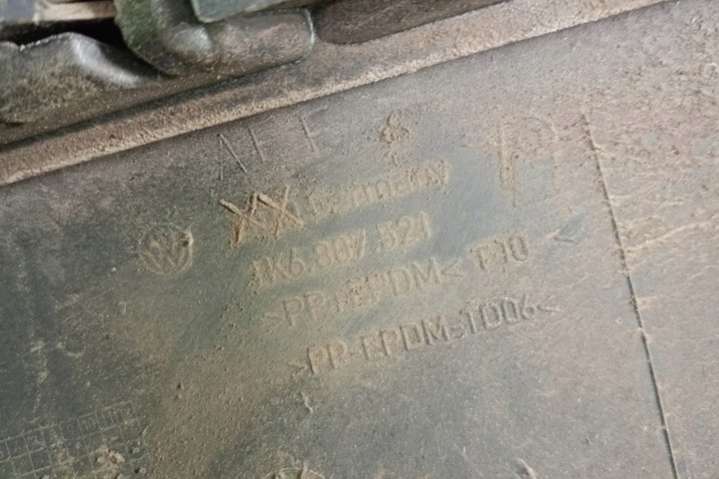 Germany
1K6.807.521
>PP+EPDM< T10
>PP-EPDM-TD06<